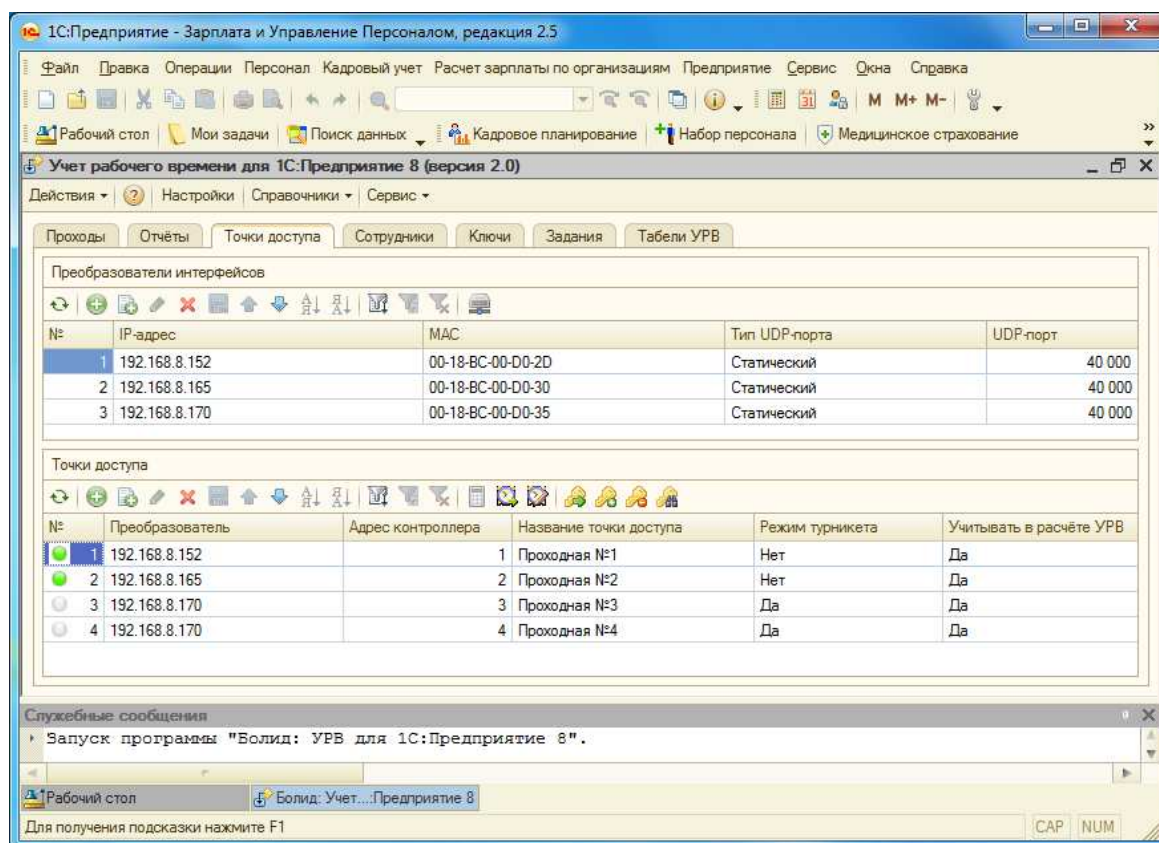 1С:Предприятие - Зарплата и Управление Персоналом, редакция 2.5
Файл Правка Операции Персонал Кадровый учет Расчет зарплаты по организациям Предприятие Сервис Окна Справка
M M+ M-
Рабочий стол Мои задачи Поиск данных Кадровое планирование Набор персонала Медицинское страхование
Учет рабочего времени для 1С:Предприятие 8 (версия 2.0)
Действия Настройки Справочники Сервис
Проходы Отчёты Точки доступа Сотрудники Ключи Задания Табели УРВ
Преобразователи интерфейсов
№ IP-адрес MAC Тип UDP-порта UDP-порт
1 192.168.8.152 00-18-BC-00-D0-2D Статический 40 000
2 192.168.8.165 00-18-BC-00-D0-30 Статический 40 000
3 192.168.8.170 00-18-BC-00-D0-35 Статический 40 000
Точки доступа
№ Преобразователь Адрес контроллера Название точки доступа Режим турникета Учитывать в расчёте УРВ
1 192.168.8.152 1 Проходная №1 Нет Да
2 192.168.8.165 2 Проходная №2 Нет Да
3 192.168.8.170 3 Проходная №3 Да Да
4 192.168.8.170 4 Проходная №4 Да Да
Служебные сообщения
Запуск программы "Болид: УРВ для 1С:Предприятие 8".
Рабочий стол Болид: Учет...:Предприятие 8
Для получения подсказки нажмите F1 CAP NUM